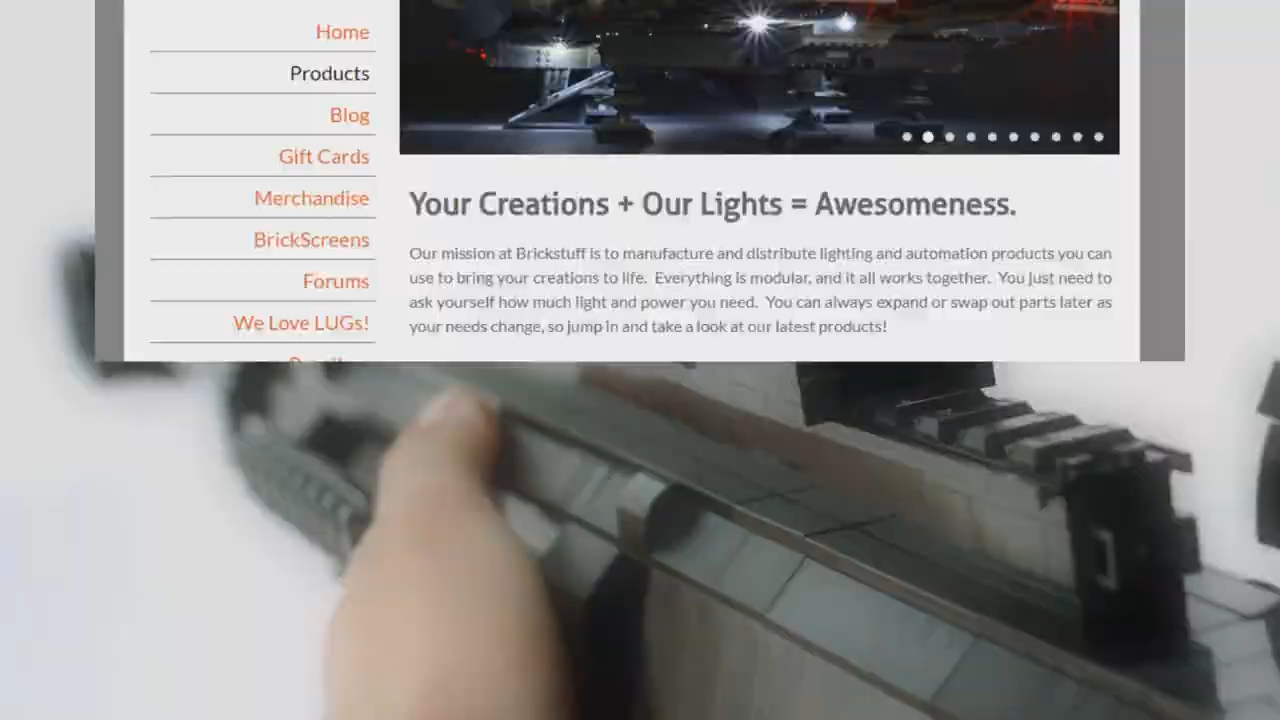 Home
Products
Blog
Gift Cards
Merchandise
BrickScreens
Forums
We Love LUGs!
Your Creations + Our Lights = Awesomeness.
Our mission at Brickstuff is to manufacture and distribute lighting and automation products you can
use to bring your creations to life. Everything is modular, and it all works together. You just need to
ask yourself how much light and power you need. You can always expand or swap out parts later as
your needs change, so jump in and take a look at our latest products!